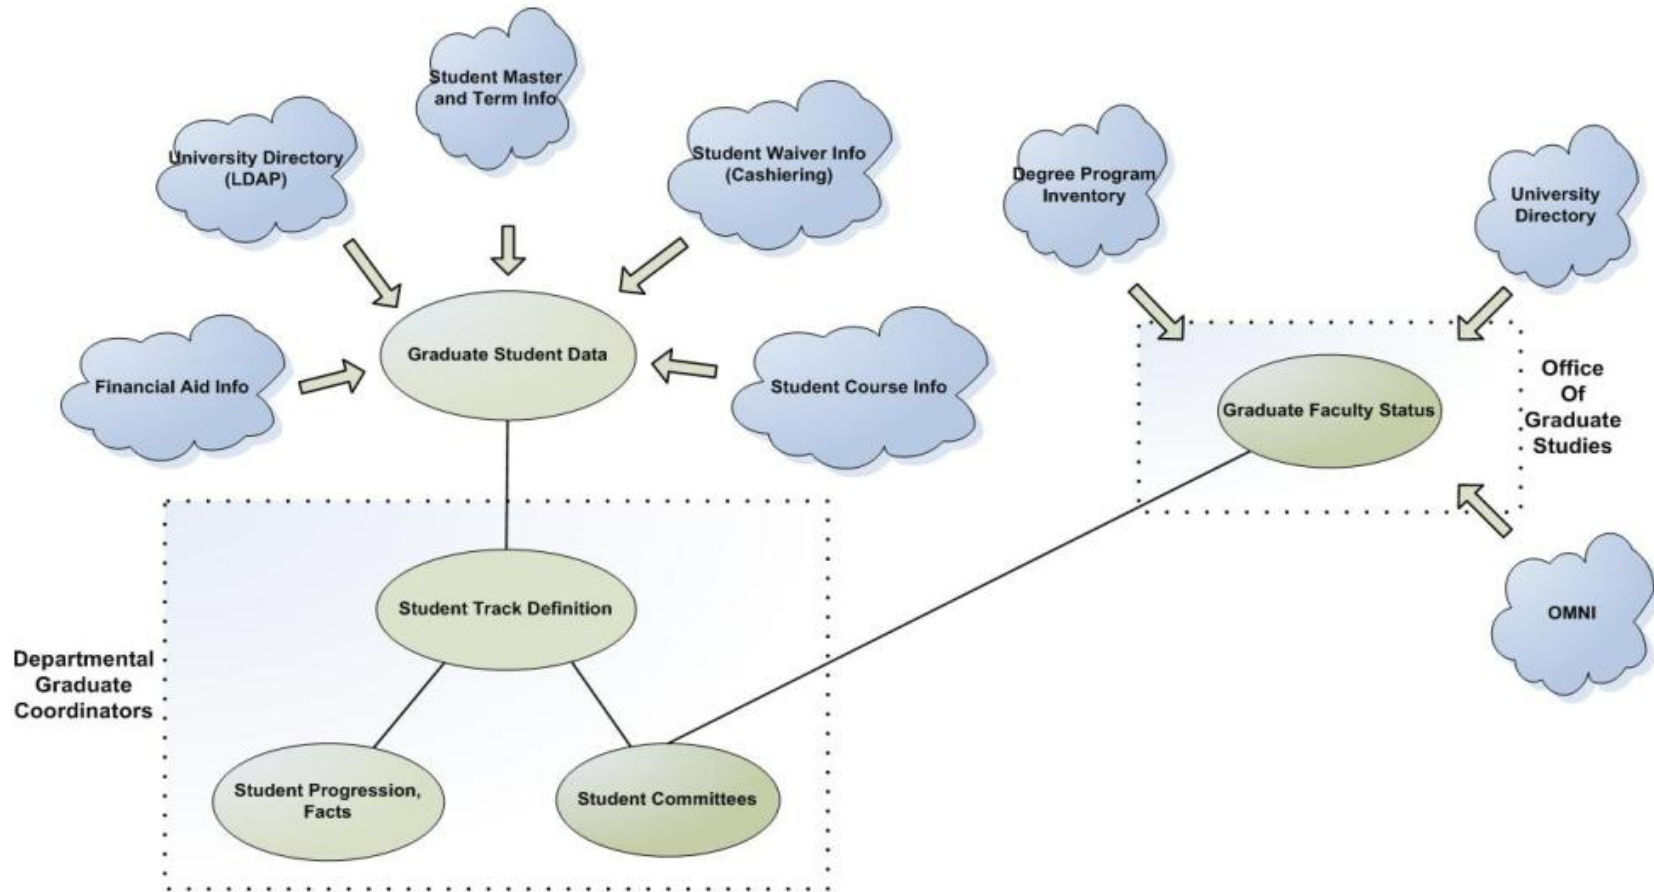 Student Master
and Term Info
University Directory
(LDAP)
Student Waiver Info
(Cashiering)
Degree Program
Inventory
University
Directory
Financial Aid Info
Graduate Student Data
Student Course Info
Graduate Faculty Status
Office
Of
Graduate
Studies
OMNI
Departmental
Graduate
Coordinators
Student Track Definition
Student Progression,
Facts
Student Committees